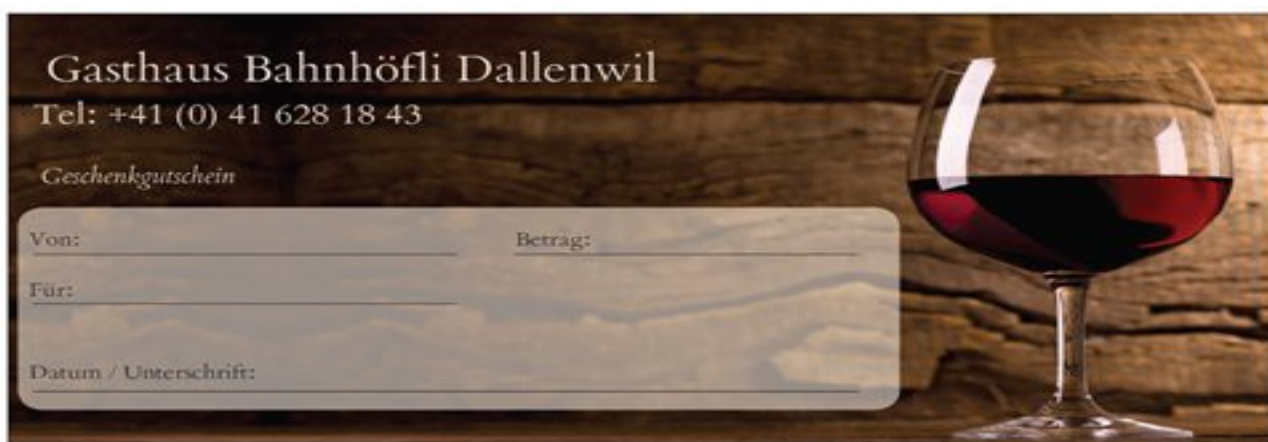 Gasthaus Bahnhöfli Dallenwil
Tel: +41 (0) 41 628 18 43
Geschenkgutschein
Von: Betrag:
Für:
Datum / Unterschrift: